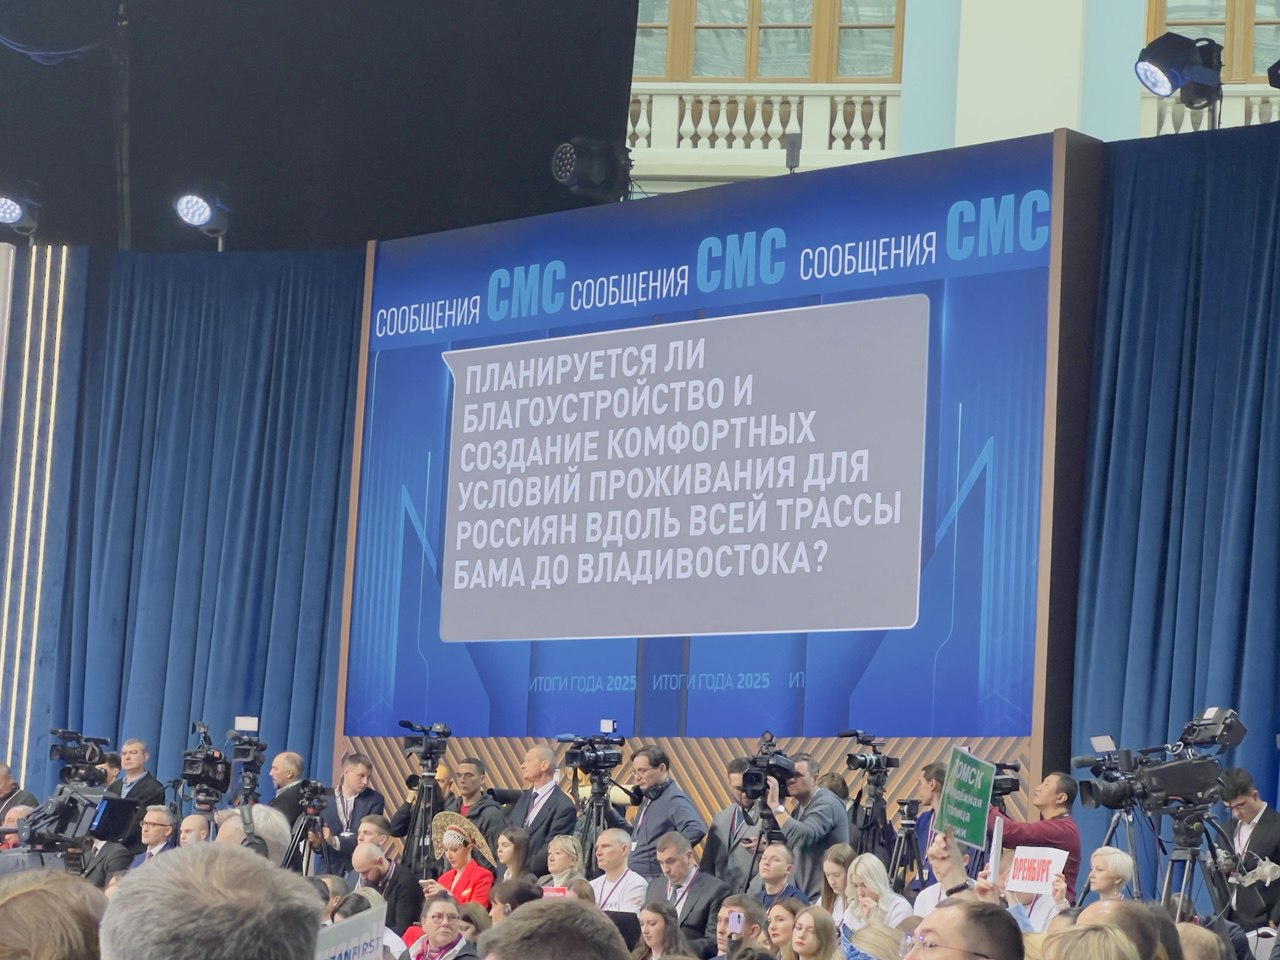 СООБЩЕНИЯ СМС СООБЩЕНИЯ СМС СООБЩЕНИЯ СМС
ПЛАНИРУЕТСЯ ЛИ
БЛАГОУСТРОЙСТВО И
СОЗДАНИЕ КОМФОРТНЫХ
УСЛОВИЙ ПРОЖИВАНИЯ ДЛЯ
РОССИЯН ВДОЛЬ ВСЕЙ ТРАССЫ
БАМА ДО ВЛАДИВОСТОКА?
ИТОГИ ГОДА 2025 ИТОГИ ГОДА 2025 ИТ
ОРЕНБУРГ